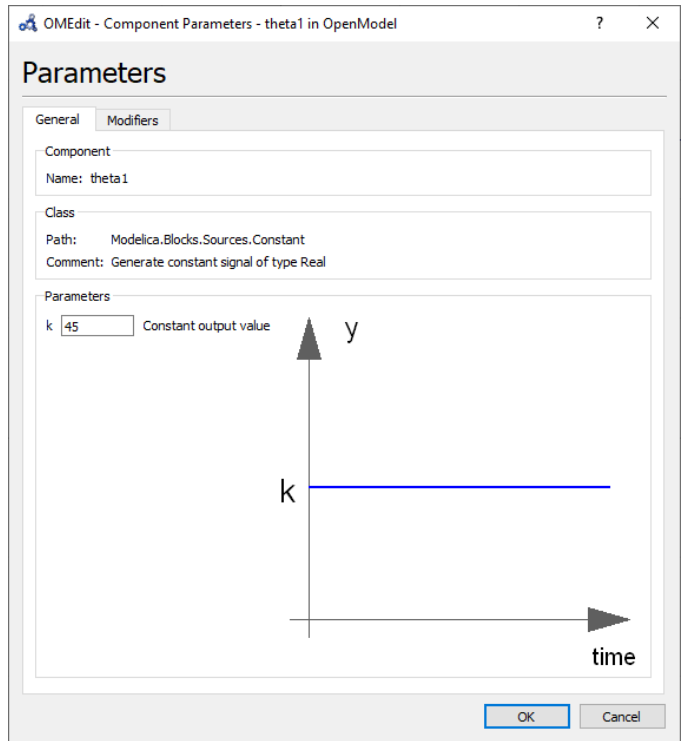 OMEdit - Component Parameters - theta1 in OpenModel ?
Parameters
General Modifiers
Component
Name: theta1
Class
Path: Modelica.Blocks.Sources.Constant
Comment: Generate constant signal of type Real
Parameters
k 45 Constant output value
y
k
time
OK Cancel